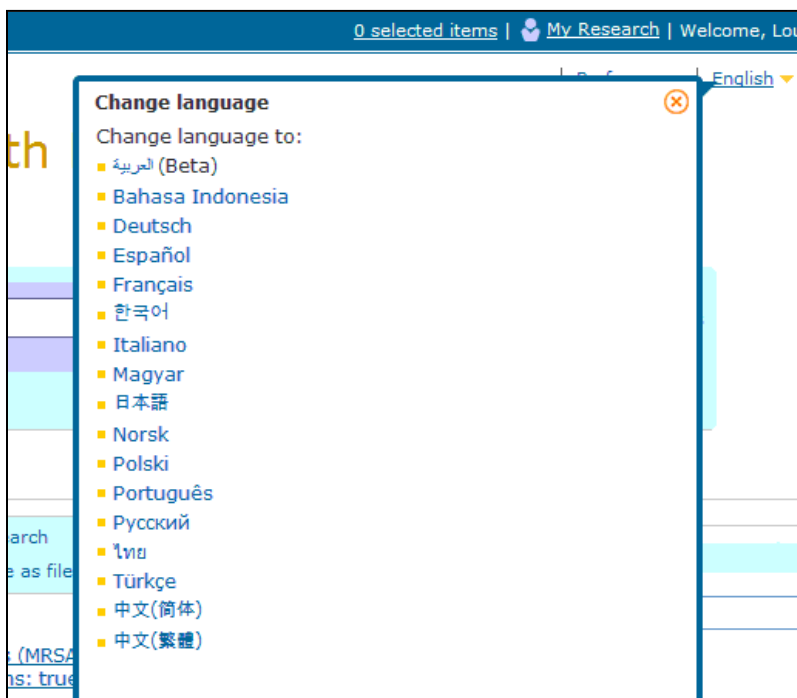 0 selected items | My Research | Welcome, Lou
English
th
Change language
Change language to:
العربية (Beta)
Bahasa Indonesia
Deutsch
Español
Français
한국어
Italiano
Magyar
日本語
Norsk
Polski
Português
Русский
ไทย
Türkçe
中文(简体)
中文(繁體)
arch
e as file
(MRSA
ns: true